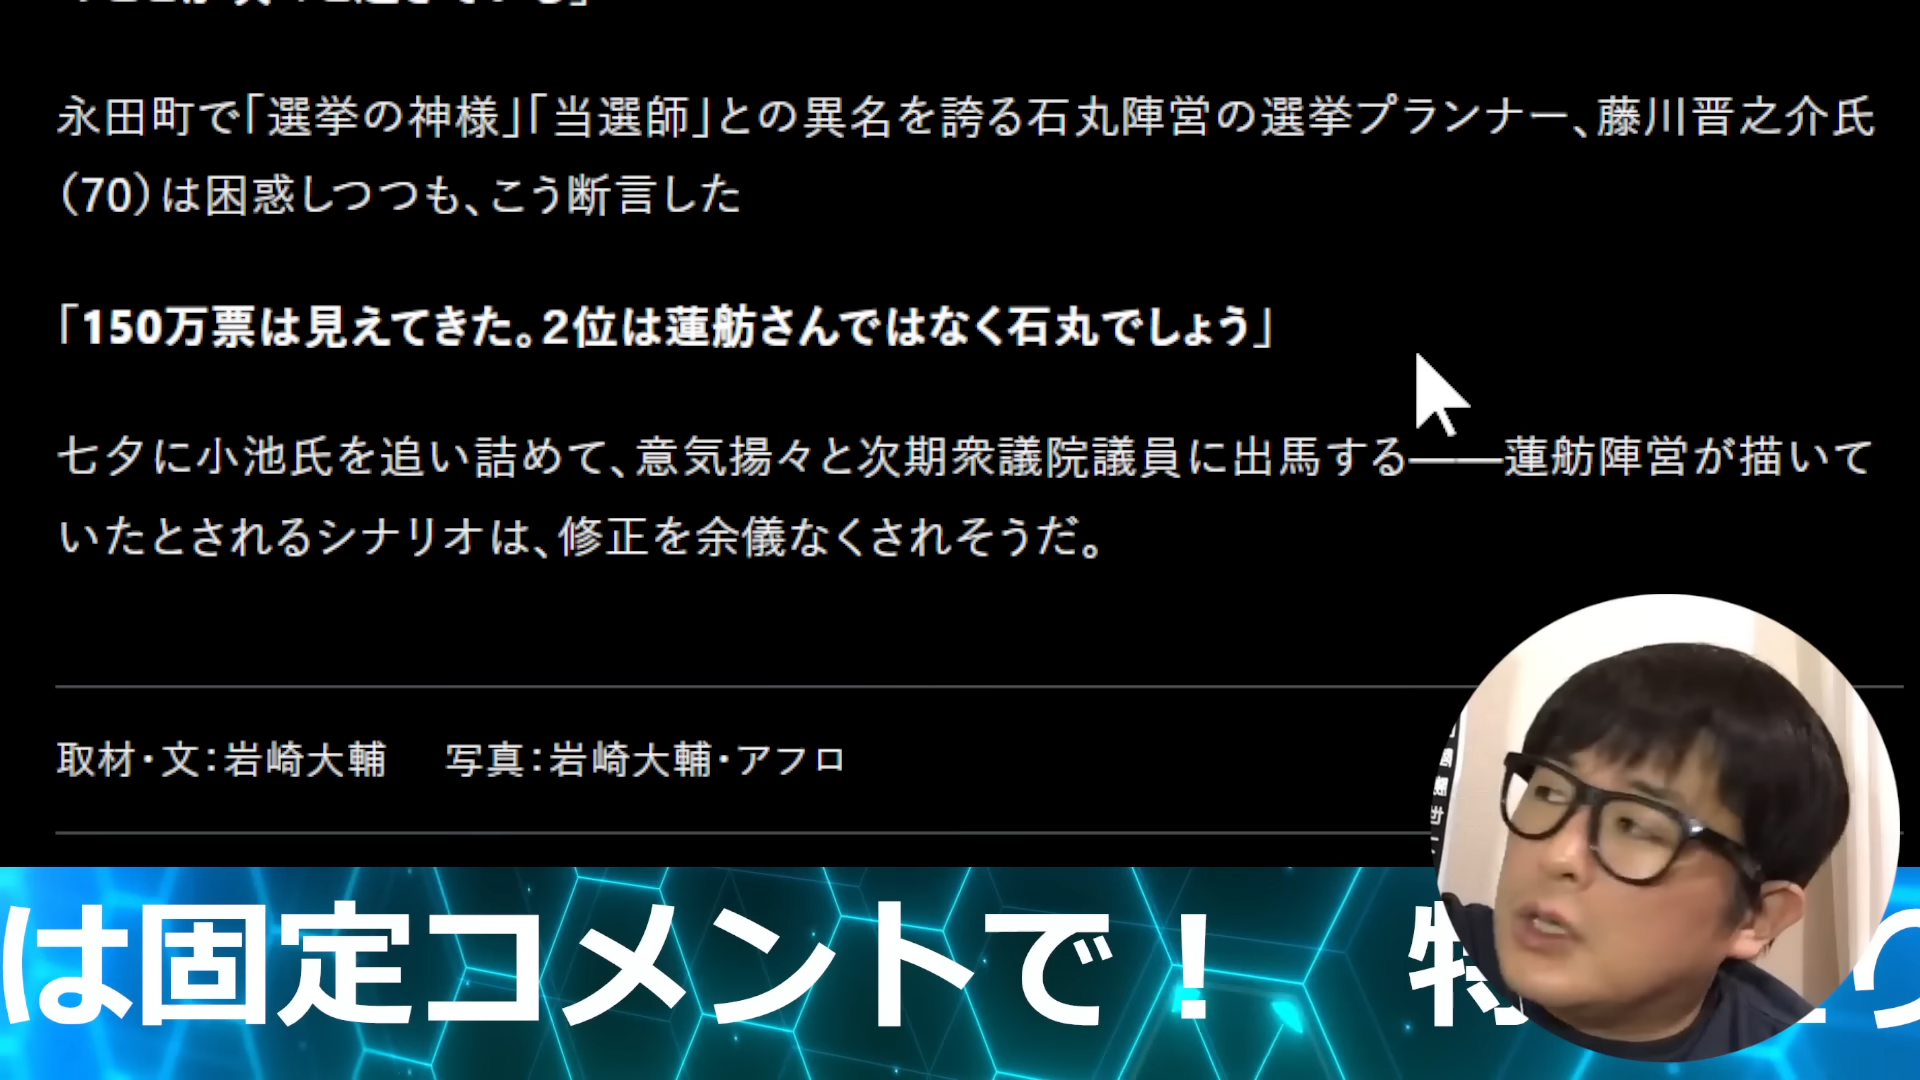 永田町で「選挙の神様」「当選師」との異名を誇る石丸陣営の選挙プランナー、藤川晋之介氏
（70）は困惑しつつも、こう断言した
「150万票は見えてきた。2位は蓮舫さんではなく石丸でしょう」
七夕に小池氏を追い詰めて、意気揚々と次期衆議院議員に出馬する――蓮舫陣営が描いて
いたとされるシナリオは、修正を余儀なくされそうだ。
取材・文：岩崎大輔　写真：岩崎大輔・アフロ
は固定コメントで！　特